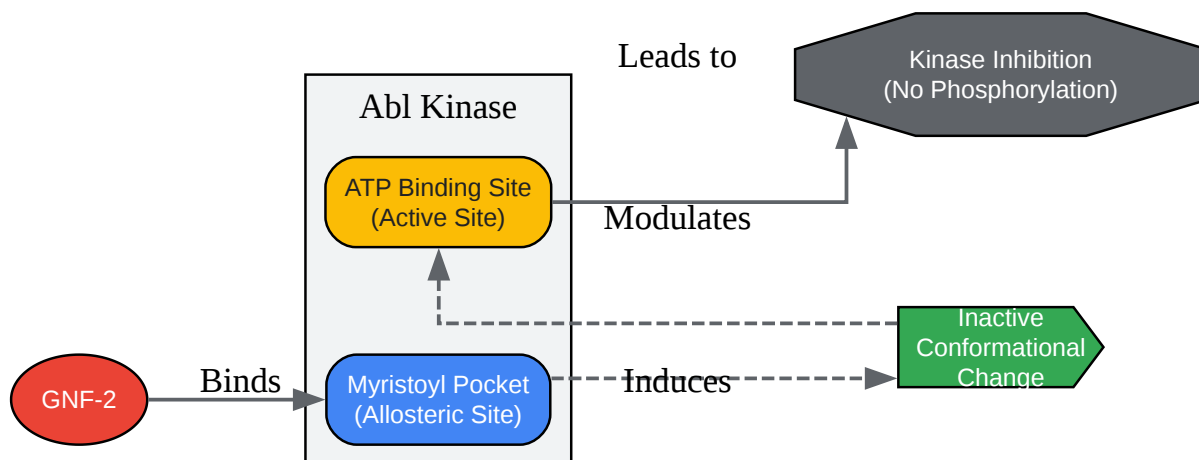 Leads to
Kinase Inhibition
(No Phosphorylation)
Abl Kinase
ATP Binding Site
(Active Site)
Modulates
Inactive
Conformational
Change
GNF-2
Binds
Myristoyl Pocket
(Allosteric Site)
Induces